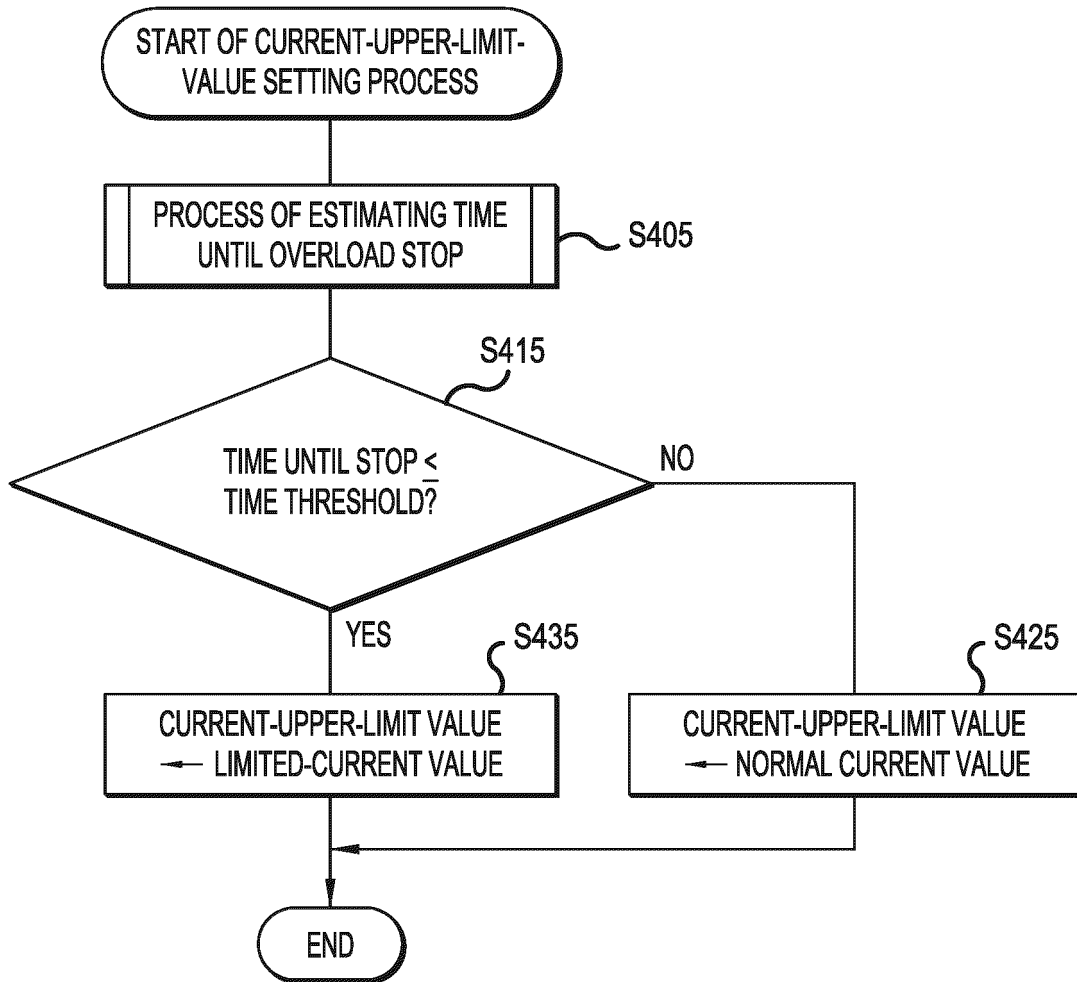 START OF CURRENT-UPPER-LIMIT-
VALUE SETTING PROCESS
PROCESS OF ESTIMATING TIME
UNTIL OVERLOAD STOP
S405
S415
TIME UNTIL STOP ≤
TIME THRESHOLD?
NO
YES
S435
CURRENT-UPPER-LIMIT VALUE
← LIMITED-CURRENT VALUE
S425
CURRENT-UPPER-LIMIT VALUE
← NORMAL CURRENT VALUE
END